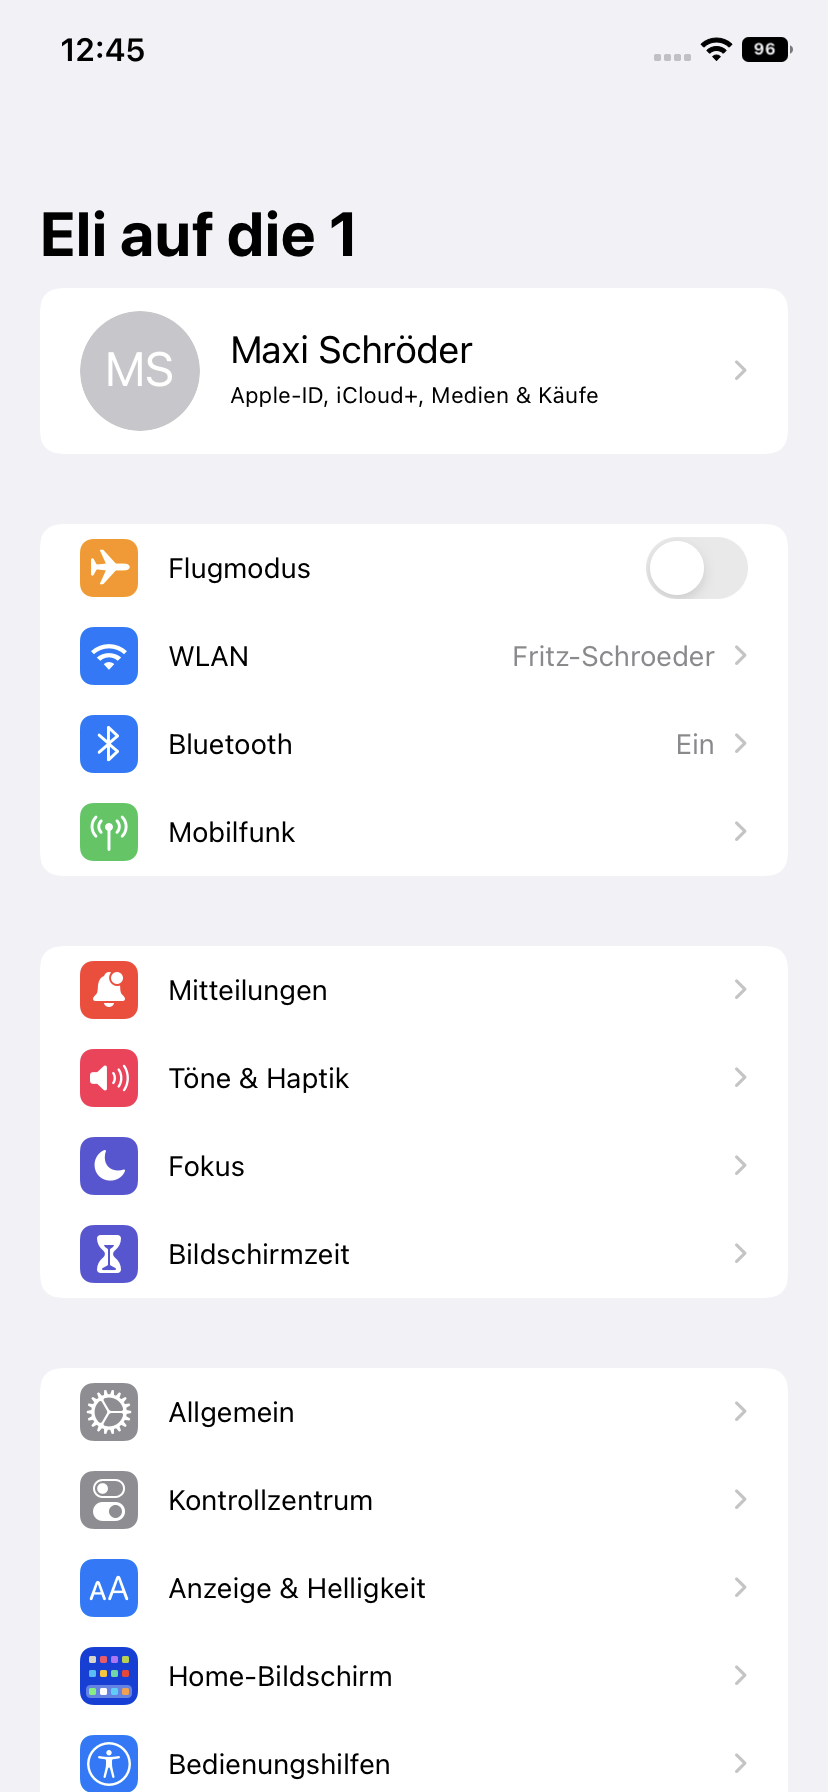 12:45
96
Eli auf die 1
MS
Maxi Schröder
Apple-ID, iCloud+, Medien & Käufe
Flugmodus
WLAN Fritz-Schroeder
Bluetooth Ein
Mobilfunk
Mitteilungen
Töne & Haptik
Fokus
Bildschirmzeit
Allgemein
Kontrollzentrum
AA Anzeige & Helligkeit
Home-Bildschirm
Bedienungshilfen